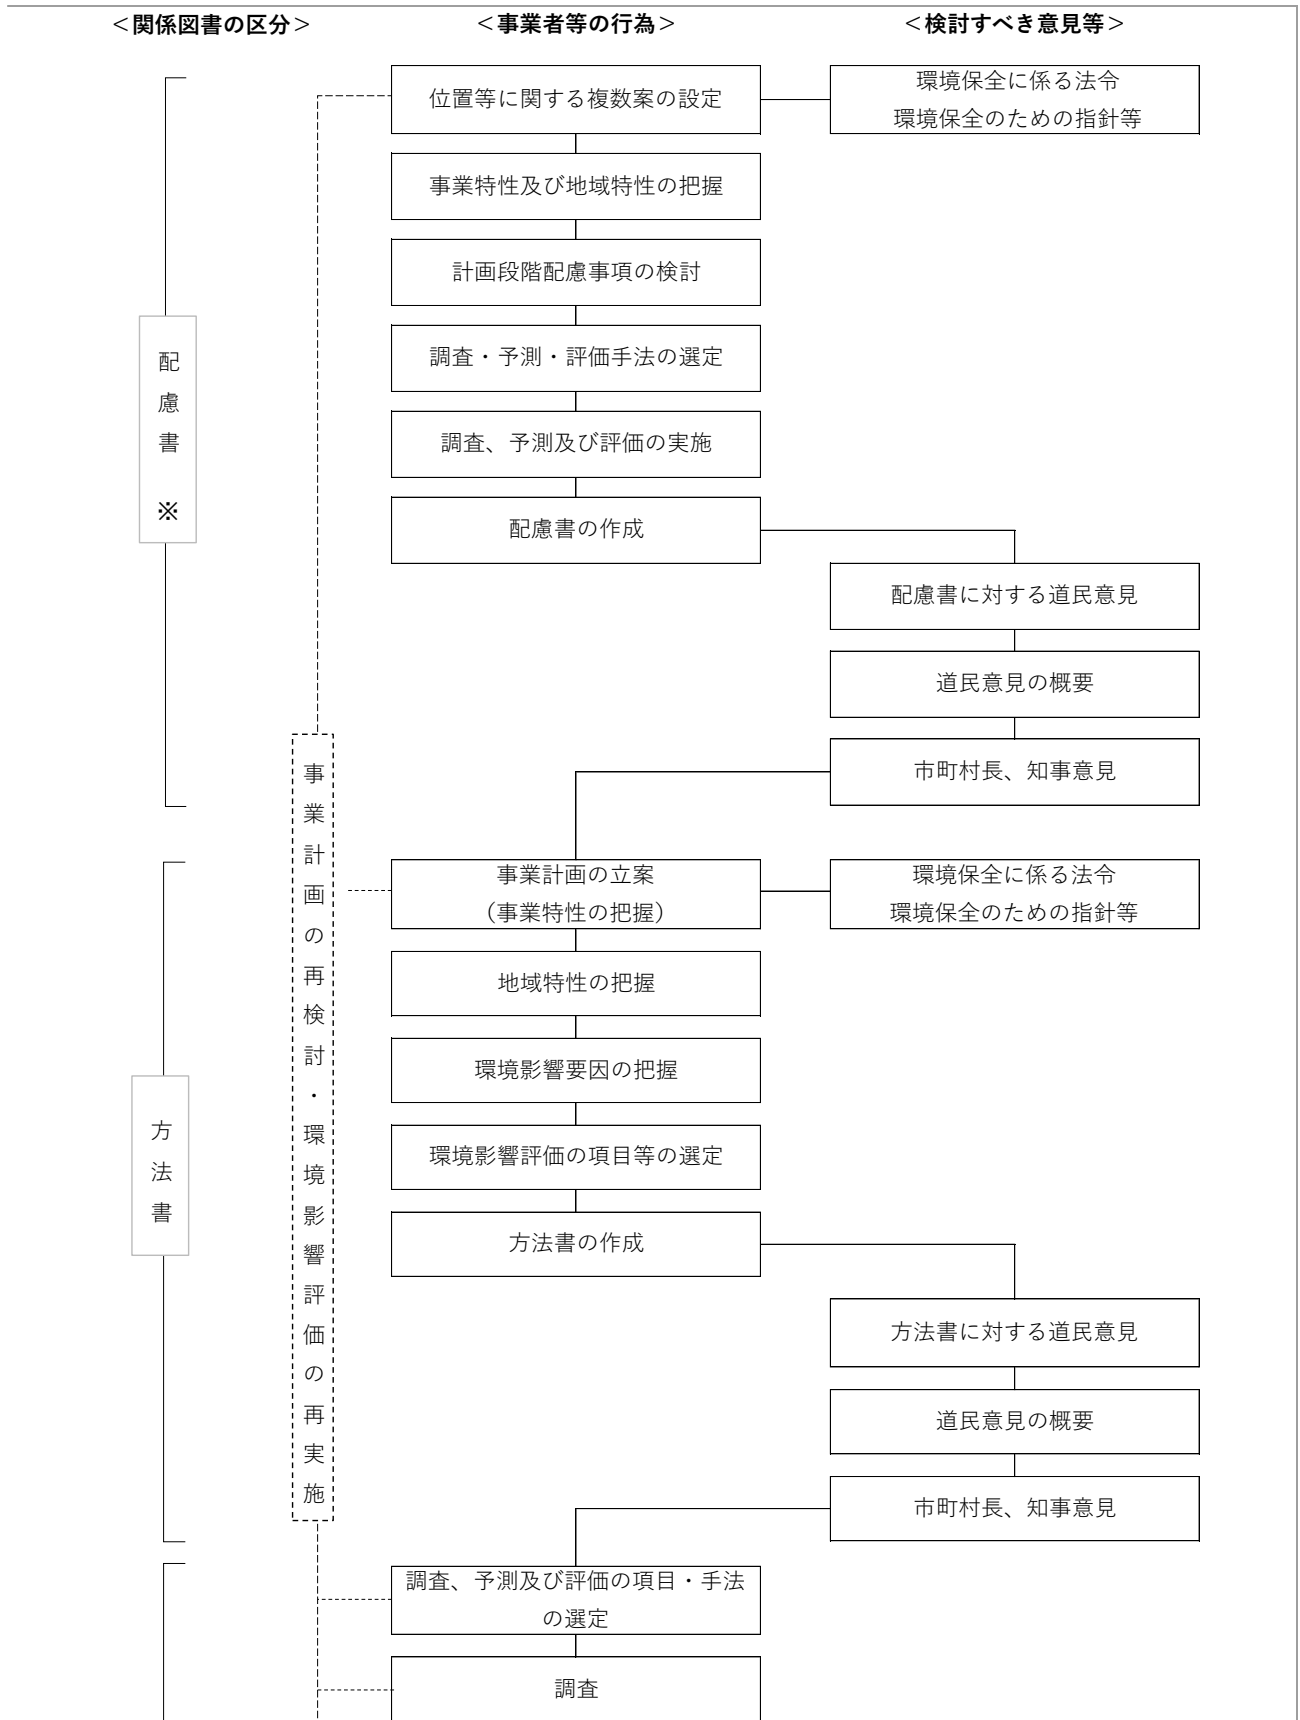 ＜関係図書の区分＞
＜事業者等の行為＞
＜検討すべき意見等＞
位置等に関する複数案の設定
環境保全に係る法令
環境保全のための指針等
事業特性及び地域特性の把握
計画段階配慮事項の検討
調査・予測・評価手法の選定
調査、予測及び評価の実施
配慮書の作成
配慮書 ※
配慮書に対する道民意見
道民意見の概要
市町村長、知事意見
事業計画の再検討・環境影響評価の再実施
事業計画の立案
（事業特性の把握）
環境保全に係る法令
環境保全のための指針等
地域特性の把握
環境影響要因の把握
環境影響評価の項目等の選定
方法書の作成
方法書
方法書に対する道民意見
道民意見の概要
市町村長、知事意見
調査、予測及び評価の項目・手法
の選定
調査